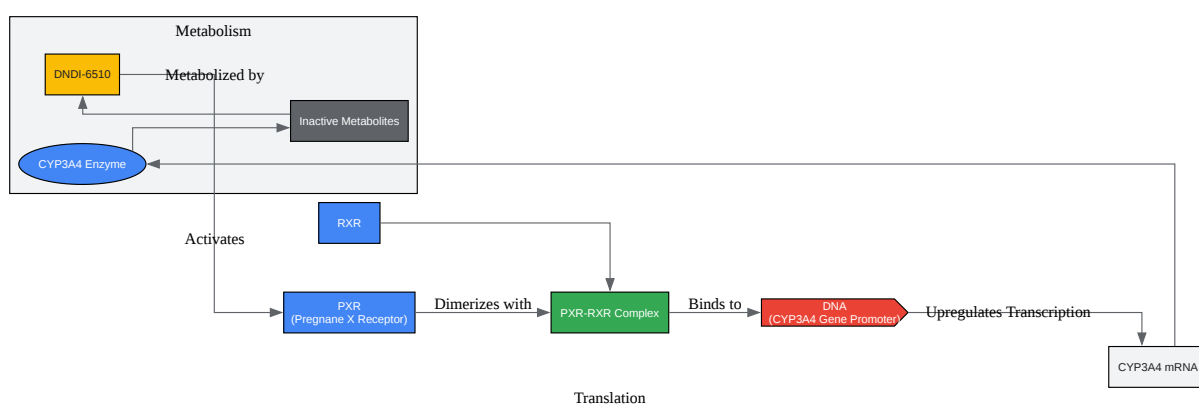 Metabolism
DNDI-6510
Metabolized by
Inactive Metabolites
CYP3A4 Enzyme
RXR
Activates
PXR
(Pregnane X Receptor)
Dimerizes with
PXR-RXR Complex
Binds to
DNA
(CYP3A4 Gene Promoter)
Upregulates Transcription
CYP3A4 mRNA
Translation